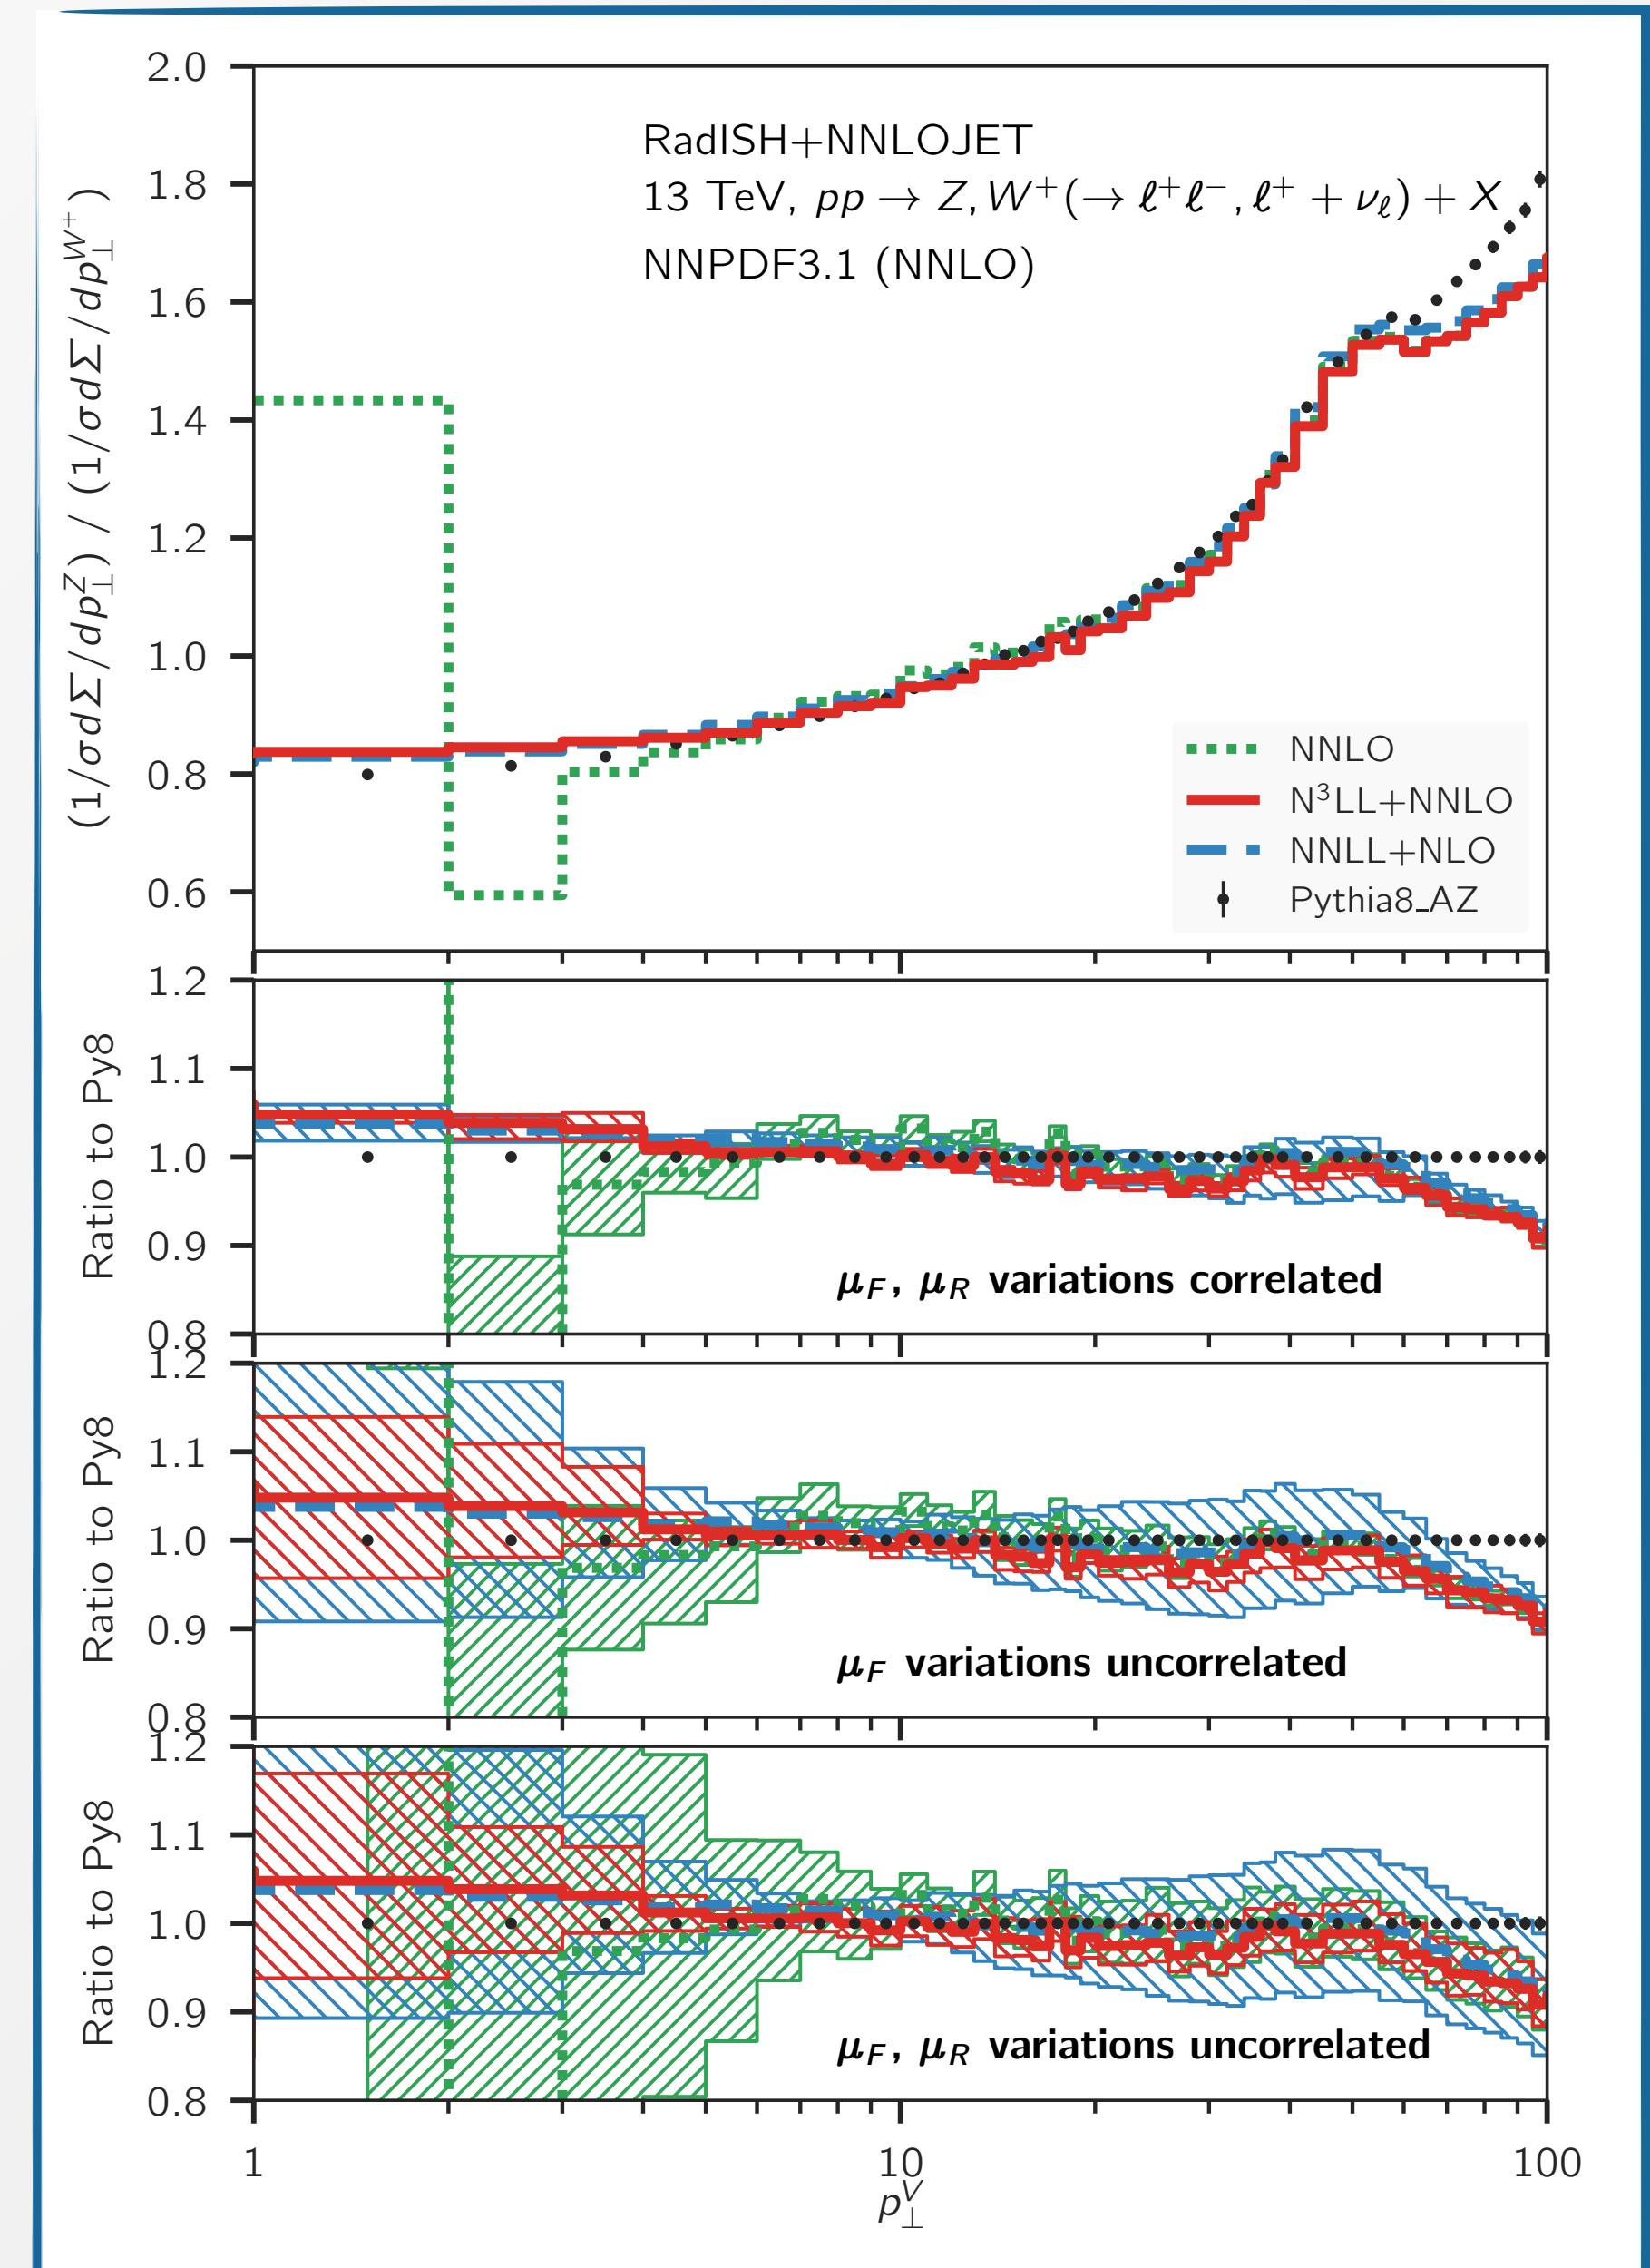 2.0
1.8
1.6
1.4
1.2
1.0
0.8
0.6
(1/σdΣ/dp⊥^Z) / (1/σdΣ/dp⊥^W⁺)
RadISH+NNLOJET
13 TeV, pp → Z, W⁺(→ ℓ⁺ℓ⁻, ℓ⁺ + νℓ) + X
NNPDF3.1 (NNLO)
NNLO
N³LL+NNLO
NNLL+NLO
Pythia8_AZ
1.2
1.1
1.0
0.9
0.8
Ratio to Py8
μF, μR variations correlated
1.2
1.1
1.0
0.9
0.8
Ratio to Py8
μF variations uncorrelated
1.2
1.1
1.0
0.9
0.8
Ratio to Py8
μF, μR variations uncorrelated
1 10 100
p⊥^V